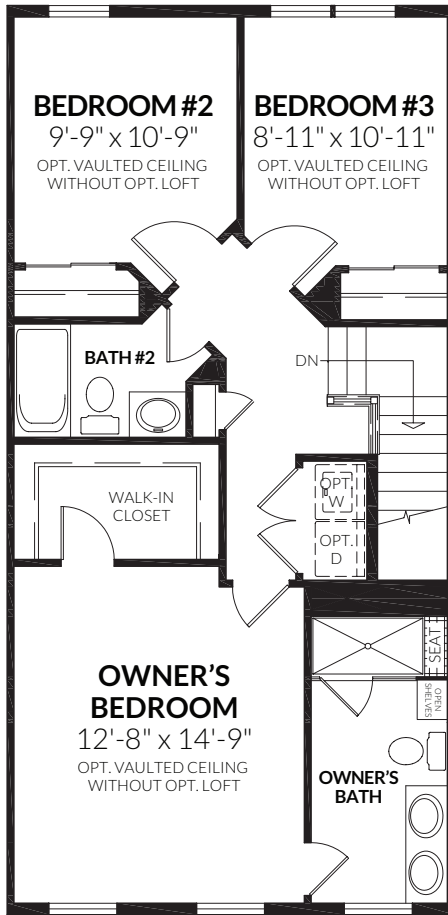 BEDROOM #2
9'-9" x 10'-9"
OPT. VAULTED CEILING
WITHOUT OPT. LOFT
BEDROOM #3
8'-11" x 10'-11"
OPT. VAULTED CEILING
WITHOUT OPT. LOFT
BATH #2
DN
WALK-IN
CLOSET
OPT.
W
OPT.
D
OWNER'S
BEDROOM
12'-8" x 14'-9"
OPT. VAULTED CEILING
WITHOUT OPT. LOFT
SEAT
OPEN
SHELVES
OWNER'S
BATH